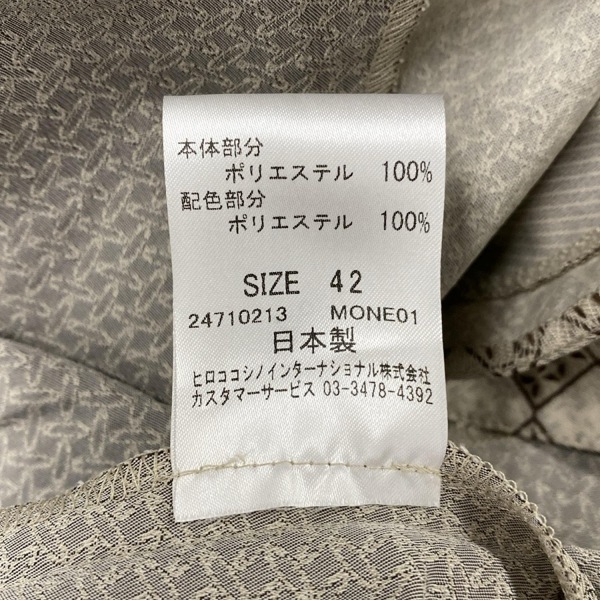 本体部分
ポリエステル 100%
配色部分
ポリエステル 100%
SIZE 42
24710213 MONE01
日本製
ヒロココシノインターナショナル株式会社
カスタマーサービス 03-3478-4392